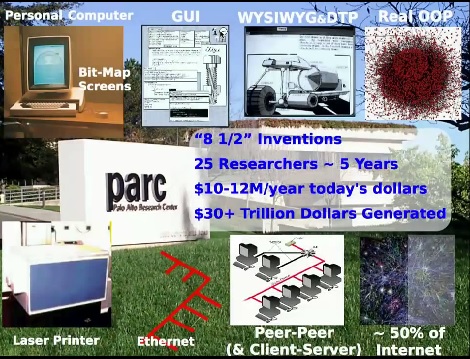 Personal Computer
GUI
WYSIWYG&DTP
Real OOP
Bit-Map
Screens
“8 1/2” Inventions
25 Researchers ~ 5 Years
$10-12M/year today's dollars
$30+ Trillion Dollars Generated
parc
Palo Alto Research Center
Laser Printer
Ethernet
Peer-Peer
(& Client-Server)
~ 50% of
Internet